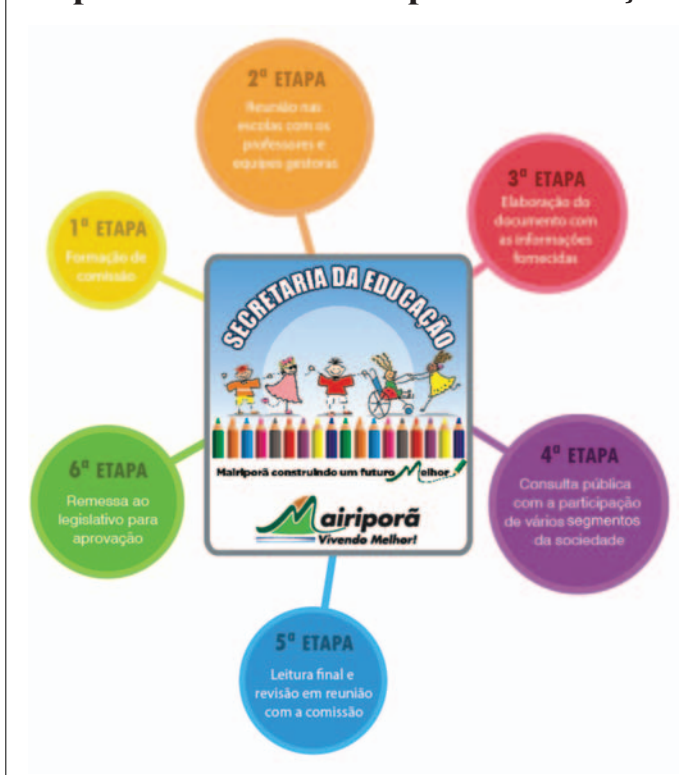 1ª ETAPA
Formação de
comissão
2ª ETAPA
Reunião nas
escolas com os
professores e
equipes gestoras
3ª ETAPA
Elaboração do
documento com
as informações
fornecidas
4ª ETAPA
Consulta pública
com a participação
de vários segmentos
da sociedade
5ª ETAPA
Leitura final e
revisão em reunião
com a comissão
6ª ETAPA
Remessa ao
legislativo para
aprovação
SECRETARIA DA EDUCAÇÃO
Mairiporã construindo um futuro Melhor
Mairiporã
Vivendo Melhor!